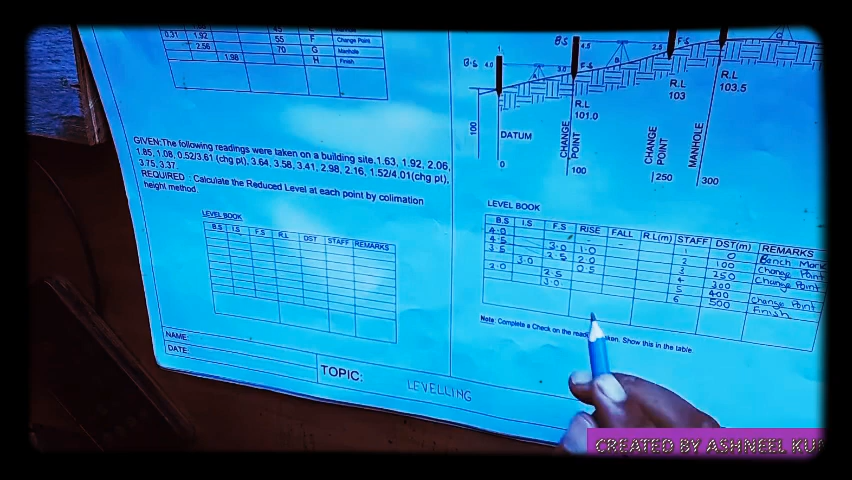 0.31
55 F Change Point
2.56 70 G Manhole
1.98 H Finish
GIVEN:The following readings were taken on a building site,1.63, 1.92, 2.06,
1.85, 1.08, 0.52/3.61 (chg pt), 3.64, 3.58, 3.41, 2.98, 2.16, 1.52/4.01(chg pt),
3.75, 3.37.
REQUIRED : Calculate the Reduced Level at each point by colimation
height method.
LEVEL BOOK
B.S I.S F.S R.L DST STAFF REMARKS
NAME:
DATE:
TOPIC: LEVELLING
B.S 4.5 2.5 F.S
B.S 4.0 3.0 F.S
R.L
101.0
R.L
103
R.L
103.5
100
DATUM
CHANGE
POINT
CHANGE
POINT
MANHOLE
0
100
250
300
LEVEL BOOK
B.S I.S F.S RISE FALL R.L(m) STAFF DST(m) REMARKS
4.0 1 0 Bench Mark
4.5 3.0 1.0 2 100 Change Point
3.5 2.5 2.0 3 250 Change Point
3.0 0.5 4 300
2.0 2.5 5 400 Change Point
3.0 6 500 Finish
Note: Complete a Check on the taken. Show this in the table.
CREATED BY ASHNEEL